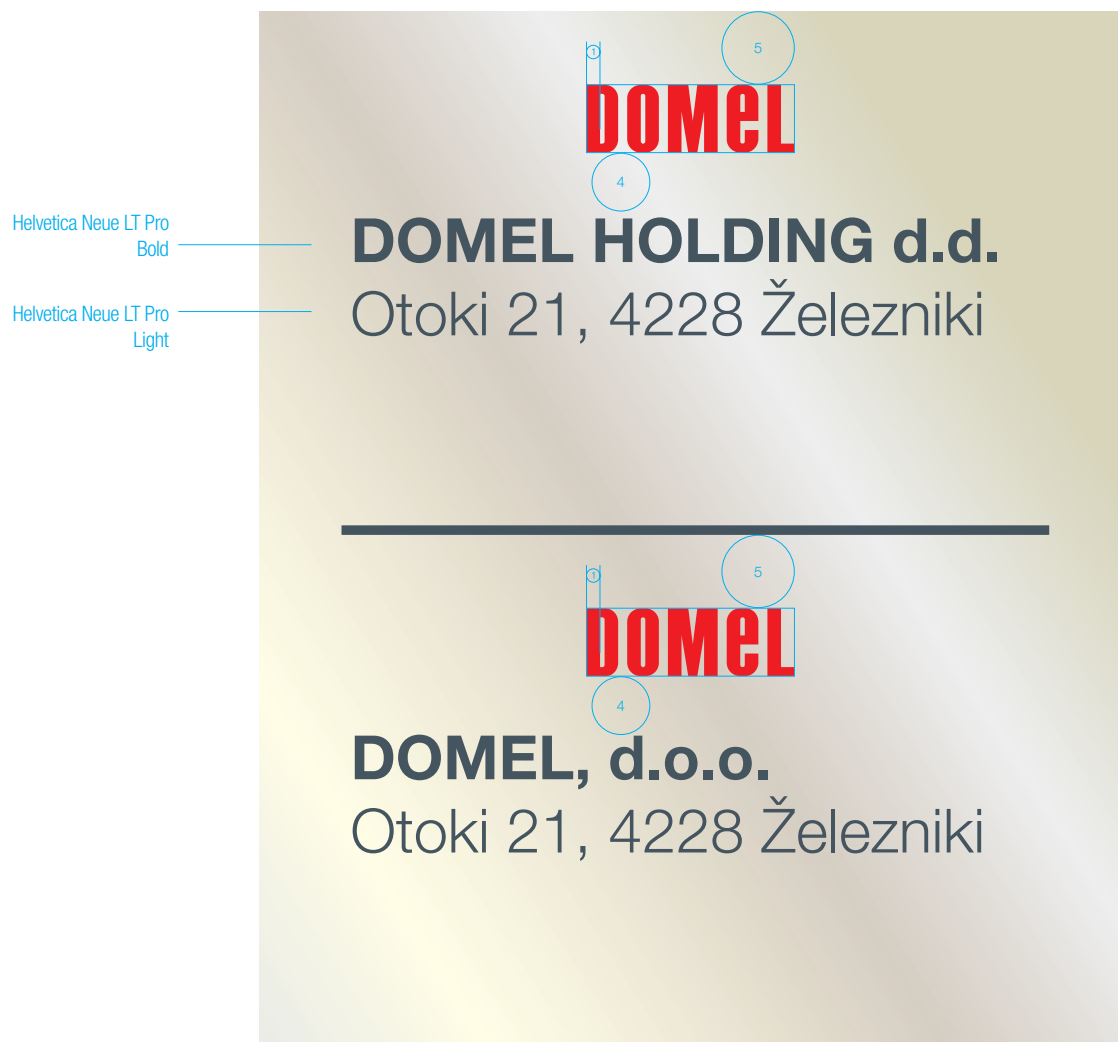 1
5
DOMEL
4
Helvetica Neue LT Pro
Bold
DOMEL HOLDING d.d.
Helvetica Neue LT Pro
Light
Otoki 21, 4228 Železniki
1
5
DOMEL
4
DOMEL, d.o.o.
Otoki 21, 4228 Železniki